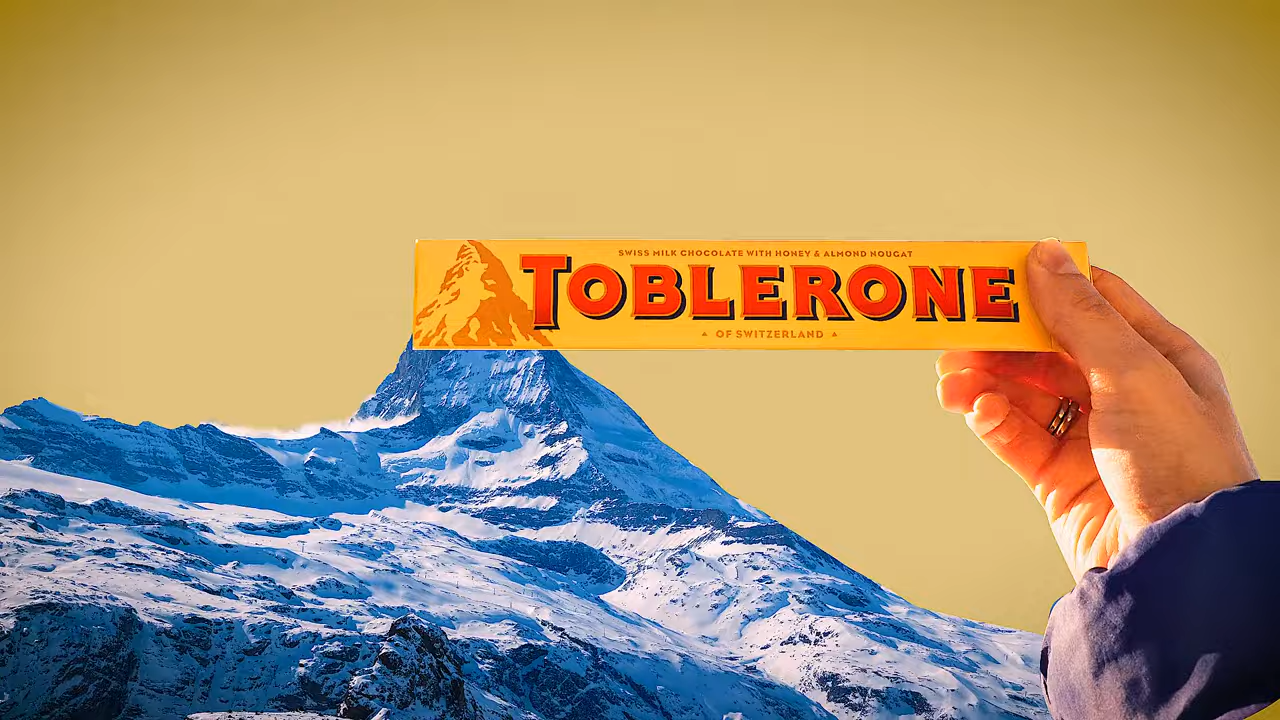 SWISS MILK CHOCOLATE WITH HONEY & ALMOND NOUGAT
TOBLERONE
OF SWITZERLAND